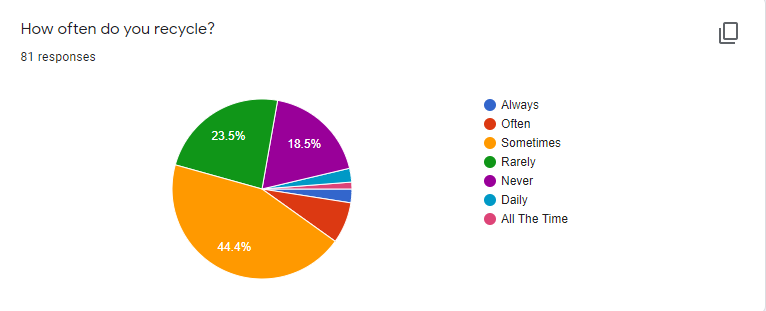 How often do you recycle?
81 responses
23.5%
18.5%
44.4%
Always
Often
Sometimes
Rarely
Never
Daily
All The Time